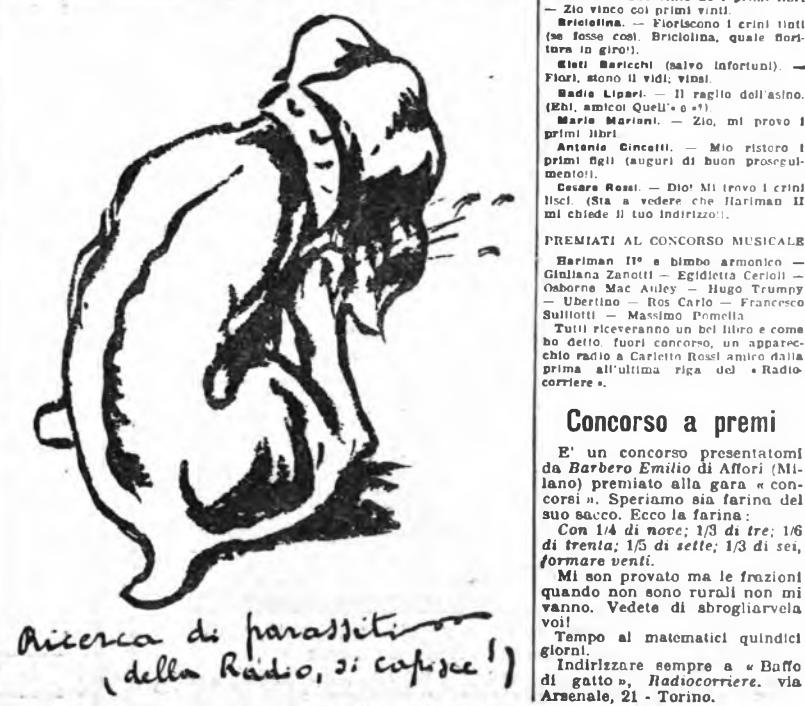 Ricerca di parassiti
(della Radio, si capisce!)
— Zio vinco coi primi vinti.
Briciolina. — Fioriscono i crini tinti
(se fosse così. Briciolina, quale fiori-
tura in giro!).
Baricchi (salvo infortuni). —
Fiori, stono il vidi; vinsi.
Badia Lipari. — Il raglio dell'asino.
(Ehi, amico! Quell'« e »?)
Mario Mariani. — Zio, mi provo i
primi libri.
Antonio Cincotti. — Mio ristoro i
primi figli (auguri di buon prosegui-
mento!).
Cesare Rossi. — Dio! Mi trovo i crini
lisci. (Sta a vedere che Hariman II
mi chiede il tuo indirizzo!).
PREMIATI AL CONCORSO MUSICALE
Hariman IIº e bimbo armonico —
Giuliana Zanotti — Egidietta Cerioli —
Osborne Mac Auley — Hugo Trumpy
— Ubertino — Ros Carlo — Francesco
Sulliotti — Massimo Pomella
Tutti riceveranno un bel libro e come
ho detto, fuori concorso, un apparec-
chio radio a Carletto Rossi amico dalla
prima all'ultima riga del « Radio-
corriere ».
Concorso a premi
E' un concorso presentatomi
da Barbero Emilio di Affori (Mi-
lano) premiato alla gara « con-
corsi ». Speriamo sia farina del
suo sacco. Ecco la farina:
Con 1/4 di nove; 1/3 di tre; 1/6
di trenta; 1/5 di sette; 1/3 di sei,
formare venti.
Mi son provato ma le frazioni
quando non sono rurali non mi
vanno. Vedete di sbrogliarvela
voi!
Tempo ai matematici quindici
giorni.
Indirizzare sempre a « Baffo
di gatto », Radiocorriere. via
Arsenale, 21 - Torino.